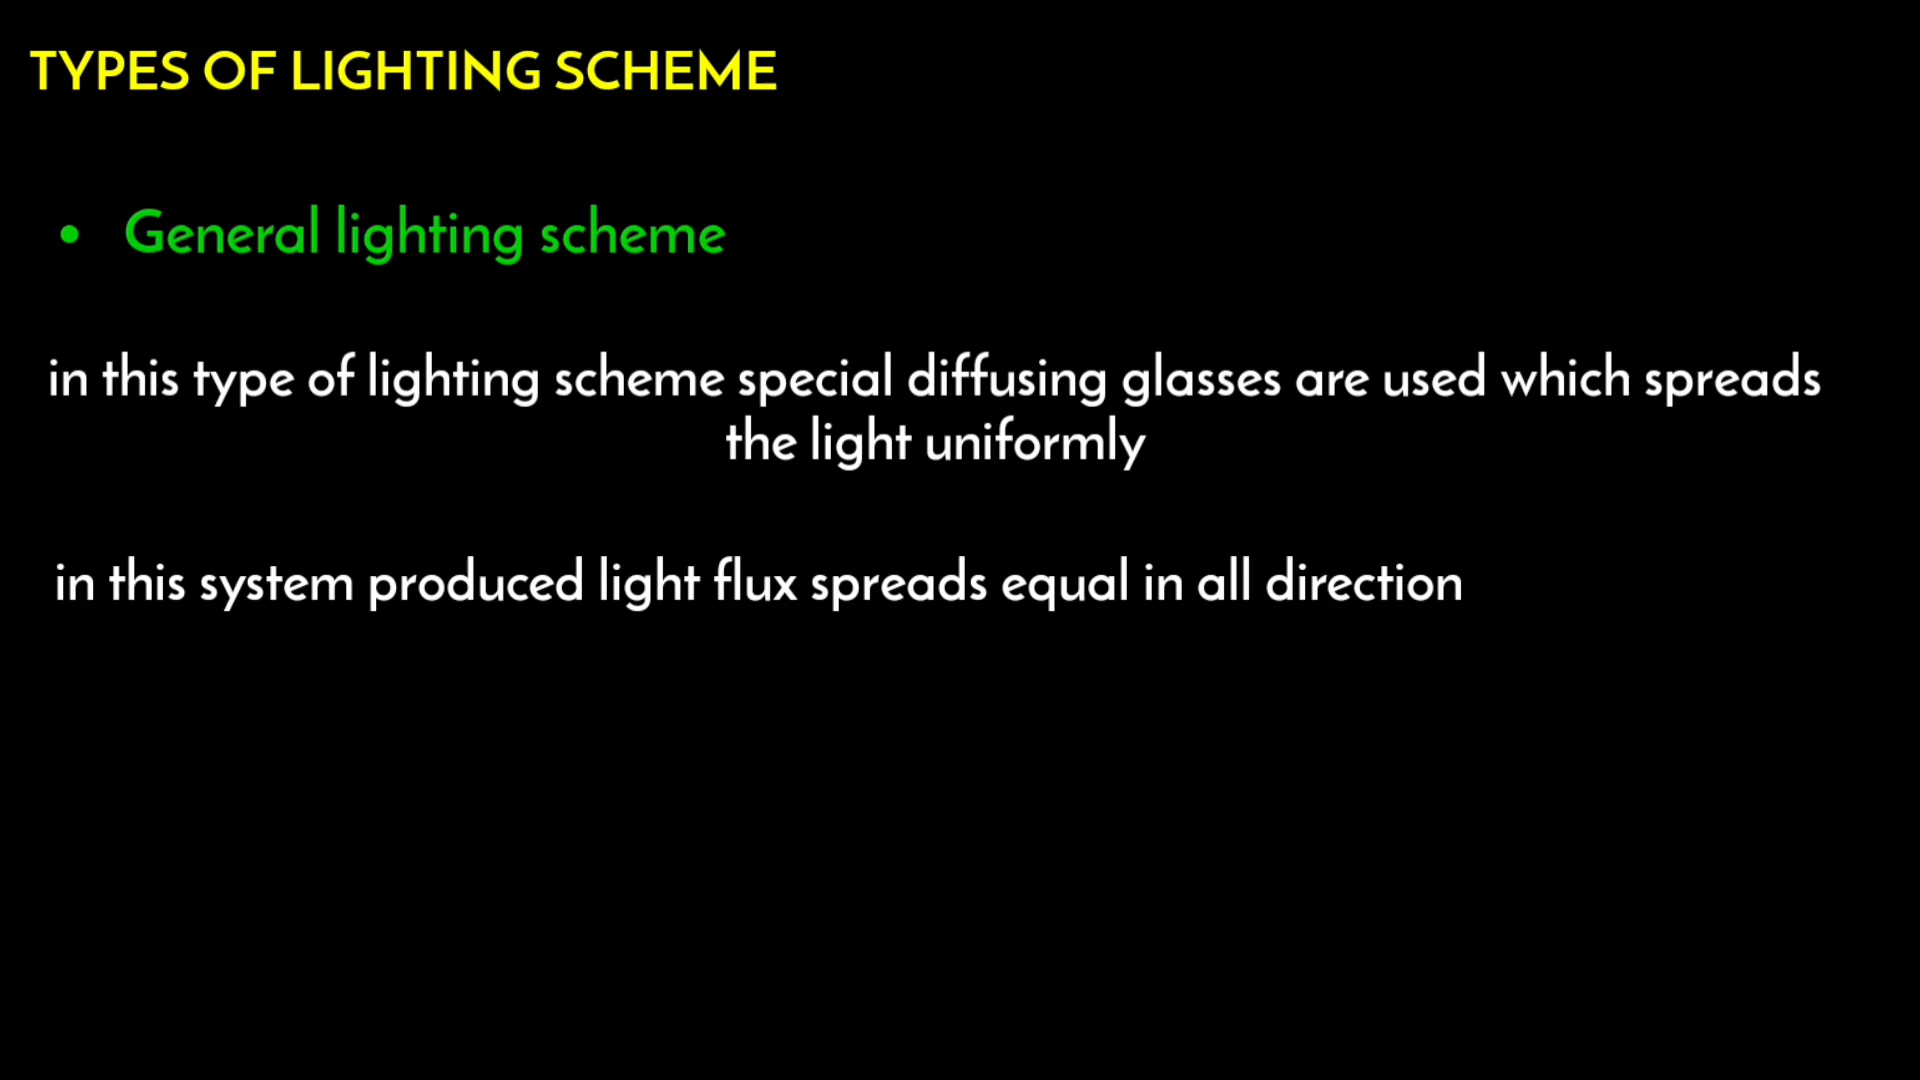 TYPES OF LIGHTING SCHEME
• General lighting scheme
in this type of lighting scheme special diffusing glasses are used which spreads
the light uniformly
in this system produced light flux spreads equal in all direction